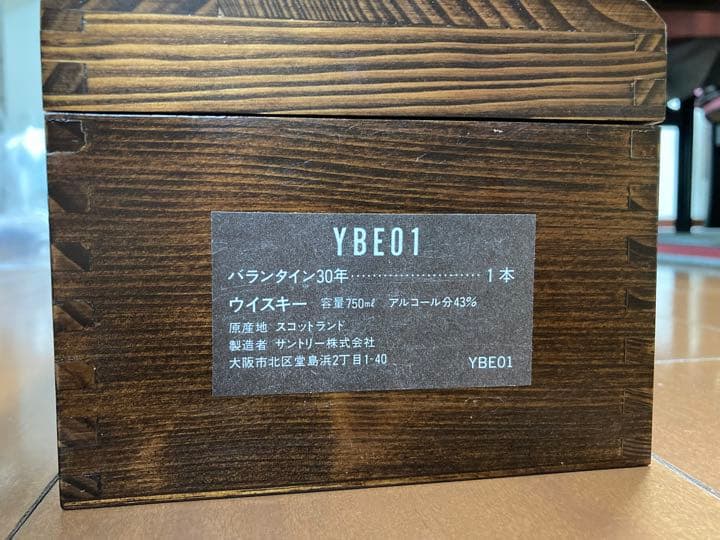 YBE01
バランタイン30年························1本
ウイスキー 容量750mℓ アルコール分43%
原産地 スコットランド
製造者 サントリー株式会社
大阪市北区堂島浜2丁目1-40 YBE01